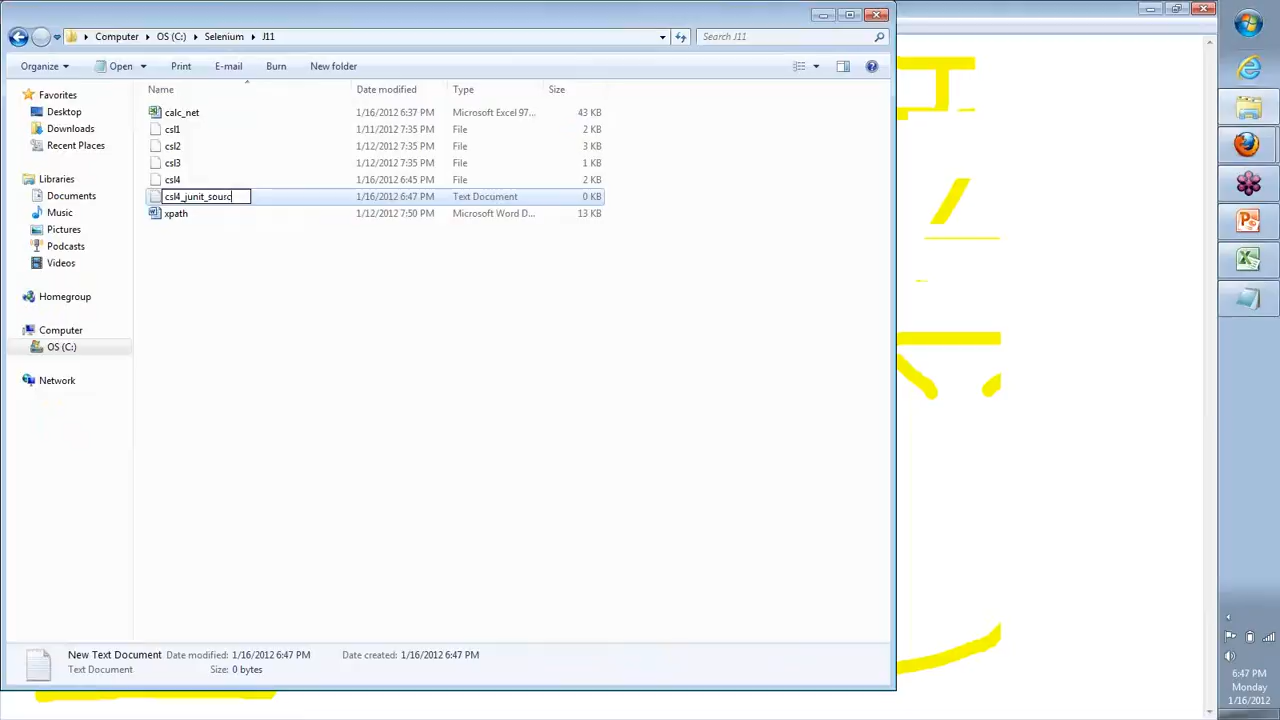 Computer ▸ OS (C:) ▸ Selenium ▸ J11
Search J11
Organize Open Print E-mail Burn New folder
Name Date modified Type Size
Favorites
Desktop
Downloads
Recent Places
Libraries
Documents
Music
Pictures
Podcasts
Videos
Homegroup
Computer
OS (C:)
Network
calc_net 1/16/2012 6:37 PM Microsoft Excel 97... 43 KB
csl1 1/11/2012 7:35 PM File 2 KB
csl2 1/12/2012 7:35 PM File 3 KB
csl3 1/12/2012 7:35 PM File 1 KB
csl4 1/16/2012 6:45 PM File 2 KB
csl4_junit_sourc 1/16/2012 6:47 PM Text Document 0 KB
xpath 1/12/2012 7:50 PM Microsoft Word D... 13 KB
New Text Document Date modified: 1/16/2012 6:47 PM Date created: 1/16/2012 6:47 PM
Text Document Size: 0 bytes
6:47 PM
Monday
1/16/2012